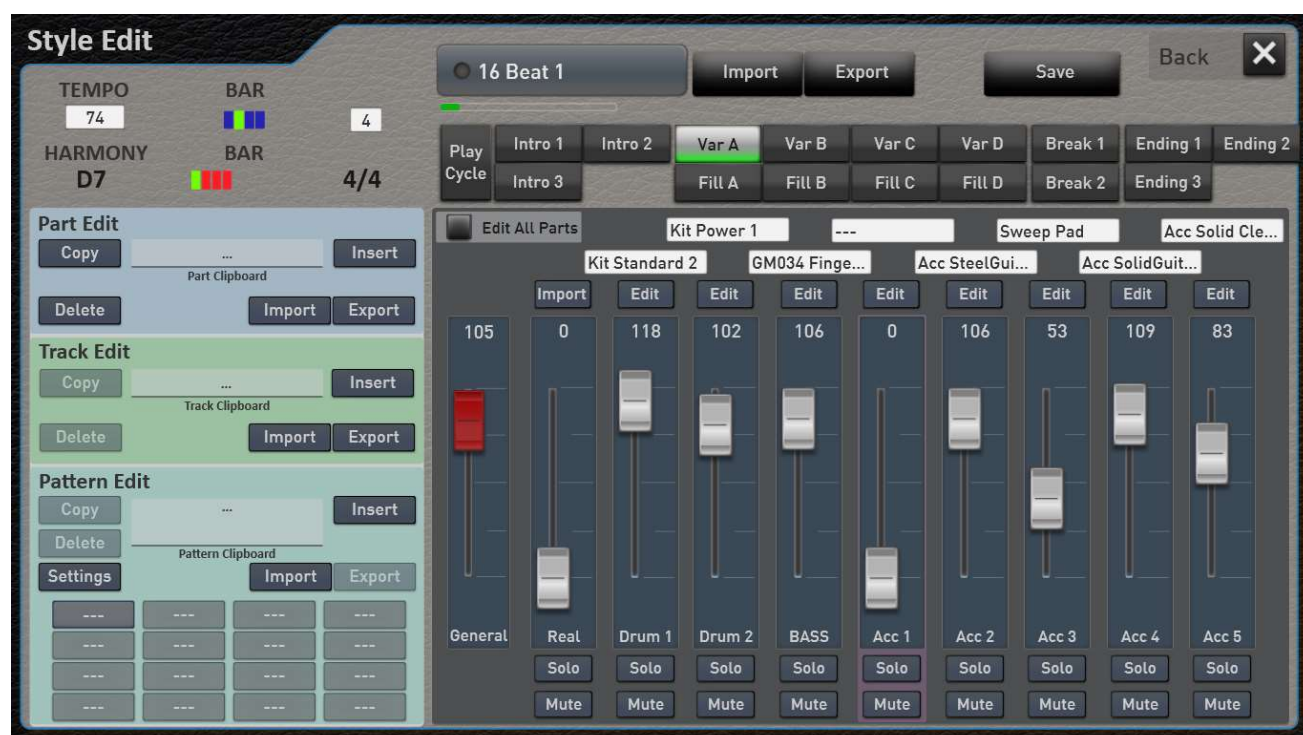 Style Edit
16 Beat 1
Import
Export
Save
Back
TEMPO
BAR
74
4
HARMONY
BAR
D7
4/4
Play Cycle
Intro 1
Intro 2
Var A
Var B
Var C
Var D
Break 1
Ending 1
Ending 2
Intro 3
Fill A
Fill B
Fill C
Fill D
Break 2
Ending 3
Part Edit
Copy
...
Insert
Part Clipboard
Delete
Import
Export
Track Edit
Copy
...
Insert
Track Clipboard
Delete
Import
Export
Pattern Edit
Copy
...
Insert
Delete
Pattern Clipboard
Settings
Import
Export
--- --- --- ---
--- --- --- ---
--- --- --- ---
--- --- --- ---
Edit All Parts
Kit Power 1
---
Sweep Pad
Acc Solid Cle...
Kit Standard 2
GM034 Finge...
Acc SteelGui...
Acc SolidGuit...
Import
Edit
Edit
Edit
Edit
Edit
Edit
Edit
Edit
105
0
118
102
106
0
106
53
109
83
General
Real
Drum 1
Drum 2
BASS
Acc 1
Acc 2
Acc 3
Acc 4
Acc 5
Solo
Solo
Solo
Solo
Solo
Solo
Solo
Solo
Solo
Mute
Mute
Mute
Mute
Mute
Mute
Mute
Mute
Mute